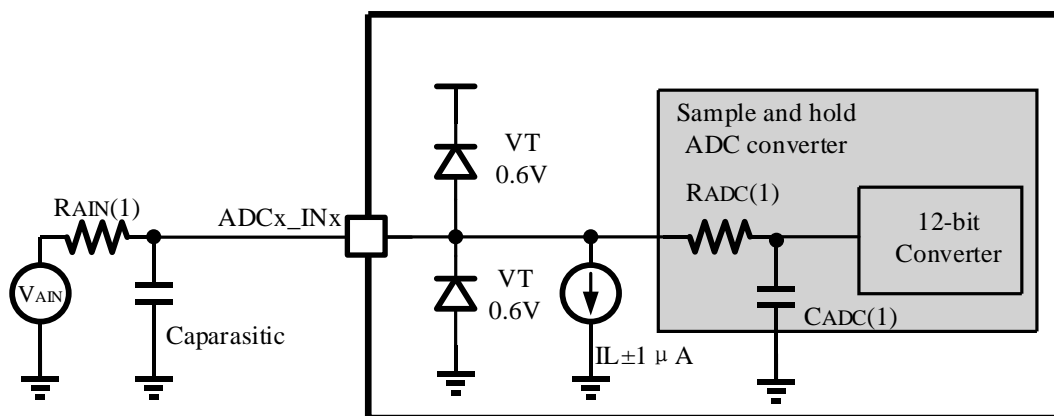 Sample and hold
ADC converter
VT
0.6V
RADC(1)
RAIN(1)
ADCx_INx
12-bit
Converter
VAIN
VT
0.6V
CADC(1)
Caparasitic
IL±1 μA